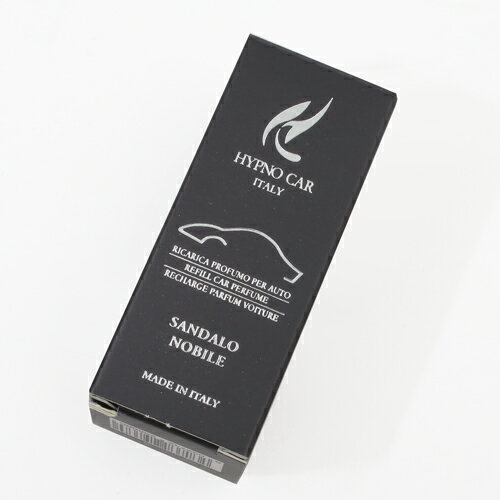 HYPNO CAR
ITALY
RICARICA PROFUMO PER AUTO
REFILL CAR PERFUME
RECHARGE PARFUM VOITURE
SANDALO
NOBILE
MADE IN ITALY